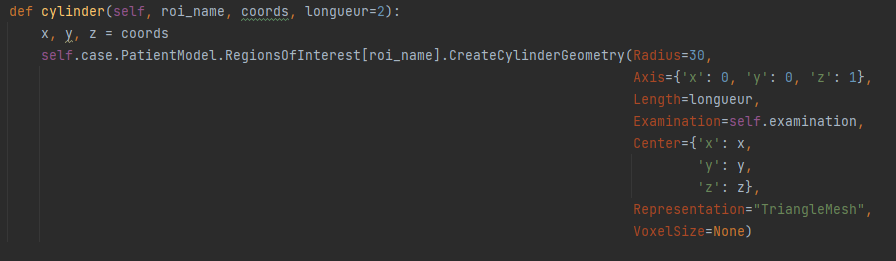 def cylinder(self, roi_name, coords, longueur=2):
    x, y, z = coords
    self.case.PatientModel.RegionsOfInterest[roi_name].CreateCylinderGeometry(Radius=30,
                                                                              Axis={'x': 0, 'y': 0, 'z': 1},
                                                                              Length=longueur,
                                                                              Examination=self.examination,
                                                                              Center={'x': x,
                                                                                      'y': y,
                                                                                      'z': z},
                                                                              Representation="TriangleMesh",
                                                                              VoxelSize=None)